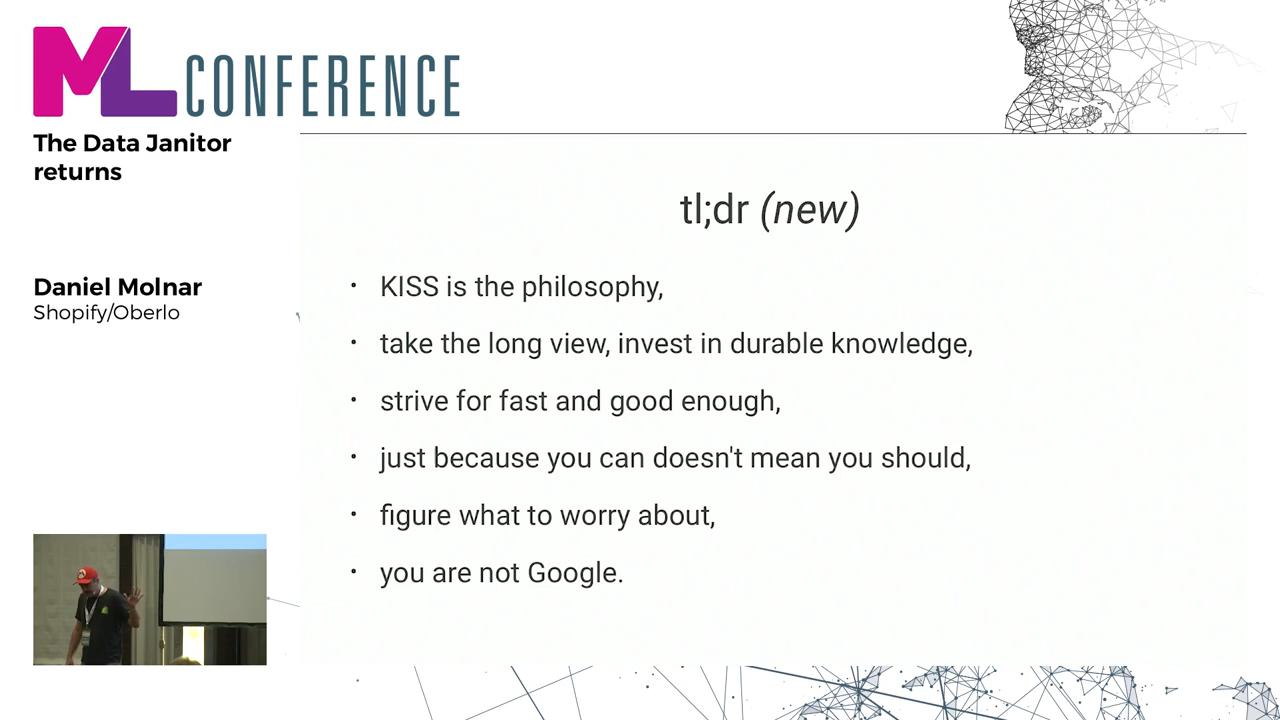 ML CONFERENCE
The Data Janitor
returns
Daniel Molnar
Shopify/Oberlo
tl;dr (new)
• KISS is the philosophy,
• take the long view, invest in durable knowledge,
• strive for fast and good enough,
• just because you can doesn't mean you should,
• figure what to worry about,
• you are not Google.